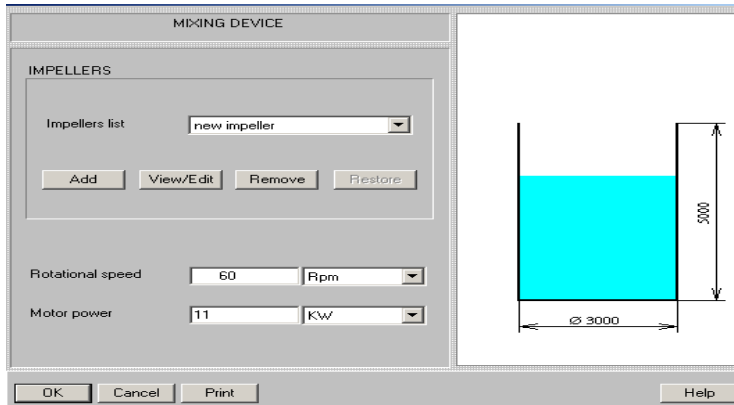 MIXING DEVICE
IMPELLERS
Impellers list new impeller
Add View/Edit Remove Restore
Rotational speed 60 Rpm
Motor power 11 KW
5000
Ø 3000
OK Cancel Print Help